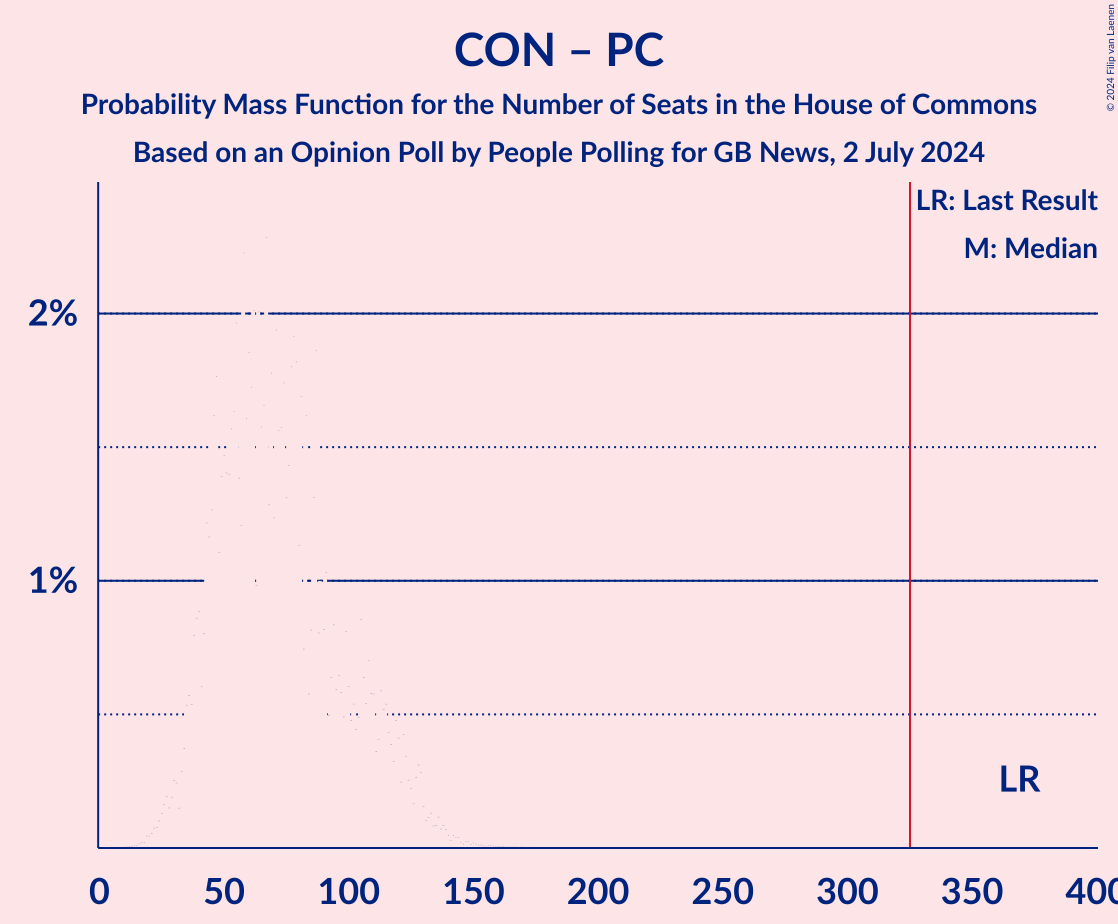 CON – PC
Probability Mass Function for the Number of Seats in the House of Commons
Based on an Opinion Poll by People Polling for GB News, 2 July 2024
© 2024 Filip van Laenen
LR: Last Result
M: Median
2%
1%
LR
0 50 100 150 200 250 300 350 400